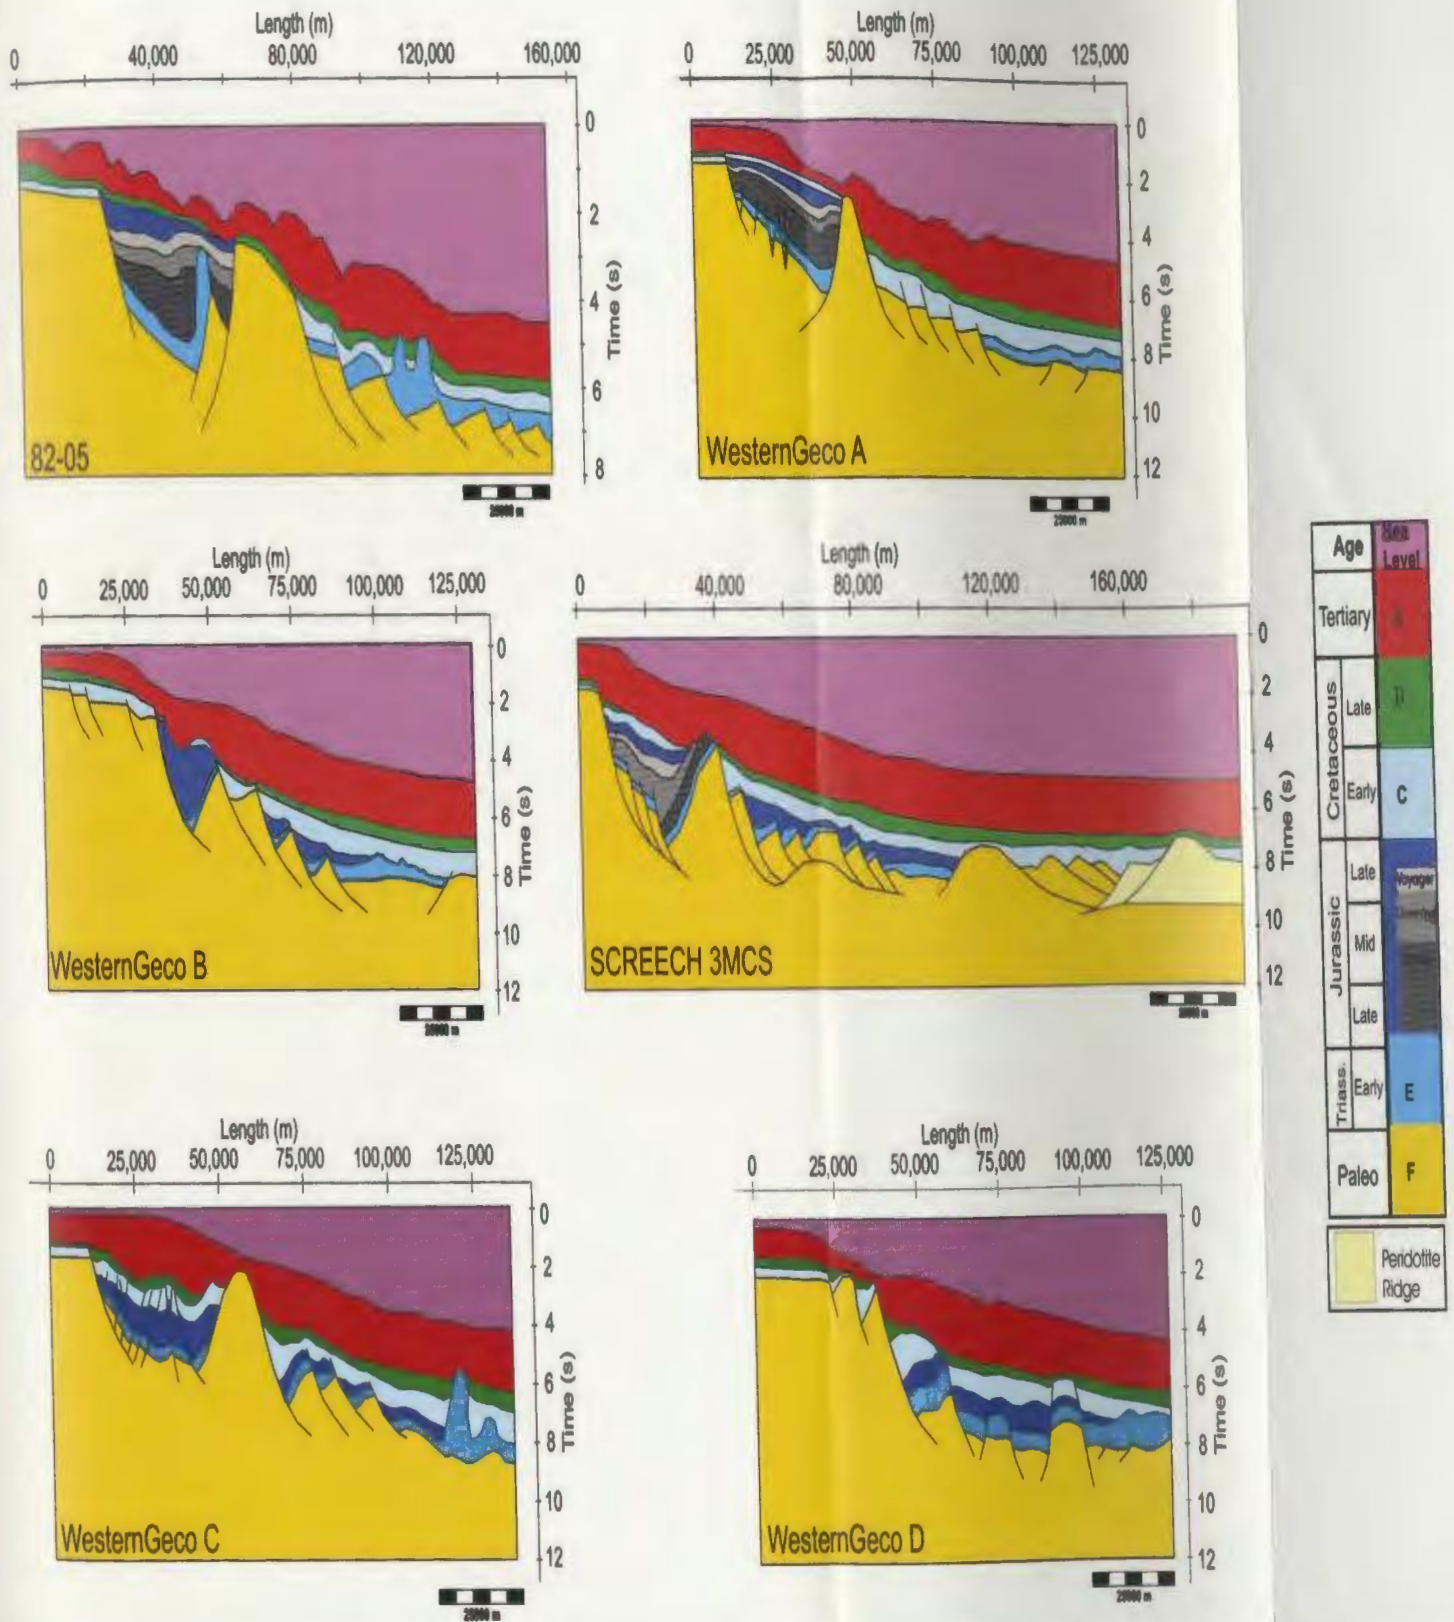 Length (m)
0 40,000 80,000 120,000 160,000
0
2
4
6
8
Time (s)
82-05
25000 m
Length (m)
0 25,000 50,000 75,000 100,000 125,000
0
2
4
6
8
10
12
Time (s)
WesternGeco A
25000 m
Length (m)
0 25,000 50,000 75,000 100,000 125,000
0
2
4
6
8
10
12
Time (s)
WesternGeco B
25000 m
Length (m)
0 40,000 80,000 120,000 160,000
0
2
4
6
8
10
12
Time (s)
SCREECH 3MCS
Length (m)
0 25,000 50,000 75,000 100,000 125,000
0
2
4
6
8
10
12
Time (s)
WesternGeco C
25000 m
Length (m)
0 25,000 50,000 75,000 100,000 125,000
0
2
4
6
8
10
12
Time (s)
WesternGeco D
25000 m
Age
Sea
Level
Tertiary
A
Cretaceous
Late
Early
C
Jurassic
Late
Voyager
Mid
Late
Triass.
Early
E
Paleo
F
Peridotite
Ridge